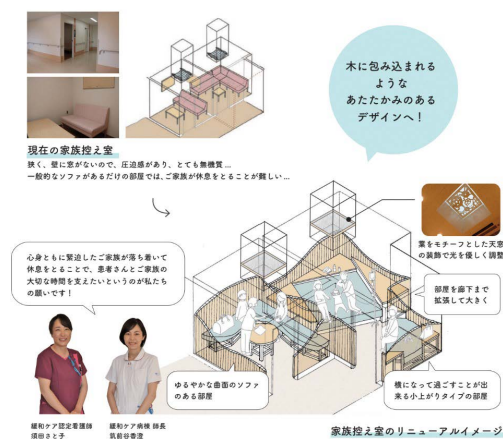 木に包み込まれる
ような
あたたかみのある
デザインへ！
現在の家族控え室
狭く、壁に窓がないので、圧迫感があり、とても無機質 ...
一般的なソファがあるだけの部屋では、ご家族が休息をとることが難しい ...
葉をモチーフとした天窓
の装飾で光を優しく調整
心身ともに緊迫したご家族が落ち着いて
休息をとることで、患者さんとご家族の
大切な時間を支えたいというのが私たち
の願いです！
部屋を廊下まで
拡張して大きく
ゆるやかな曲面のソファ
のある部屋
横になって過ごすことが出
来る小上がりタイプの部屋
緩和ケア認定看護師
須田さと子
緩和ケア病棟 師長
筑前谷香澄
家族控え室のリニューアルイメージ